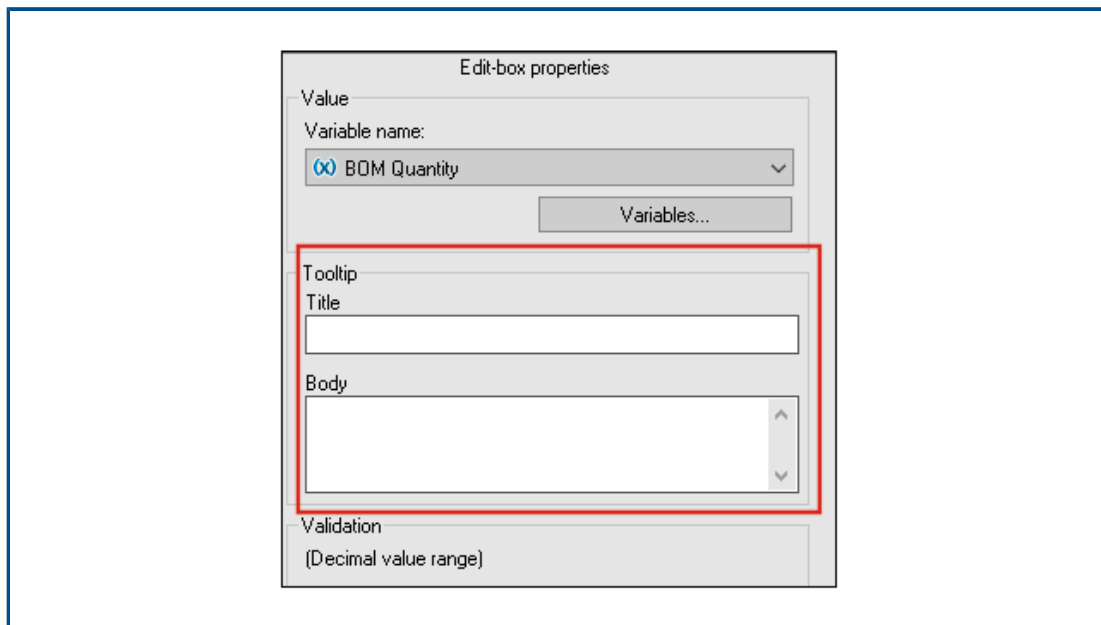 Edit-box properties
Value
Variable name:
(x) BOM Quantity
Variables...
Tooltip
Title
Body
Validation
(Decimal value range)